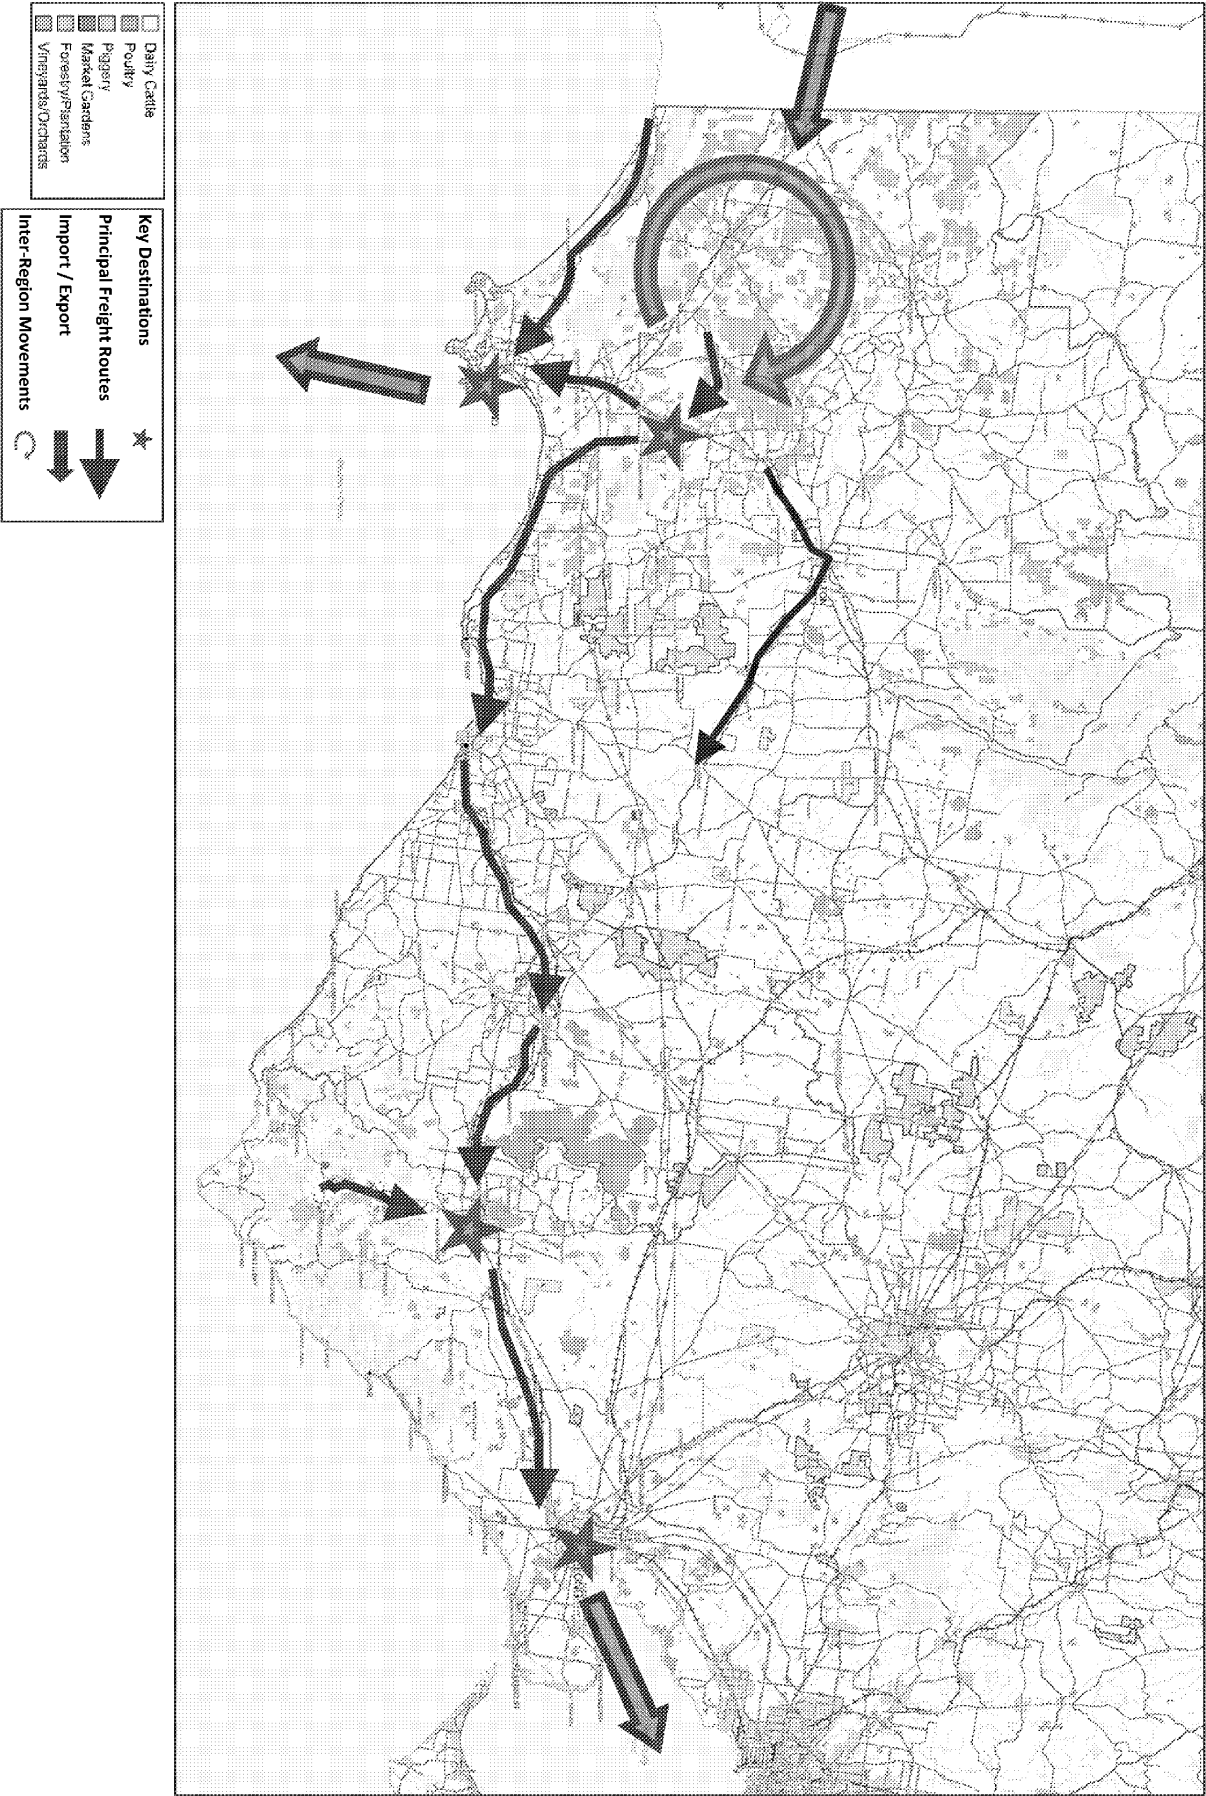 Dairy Cattle
Poultry
Piggery
Market Gardens
Forestry/Plantation
Vineyards/Orchards
Key Destinations
Principal Freight Routes
Import / Export
Inter-Region Movements